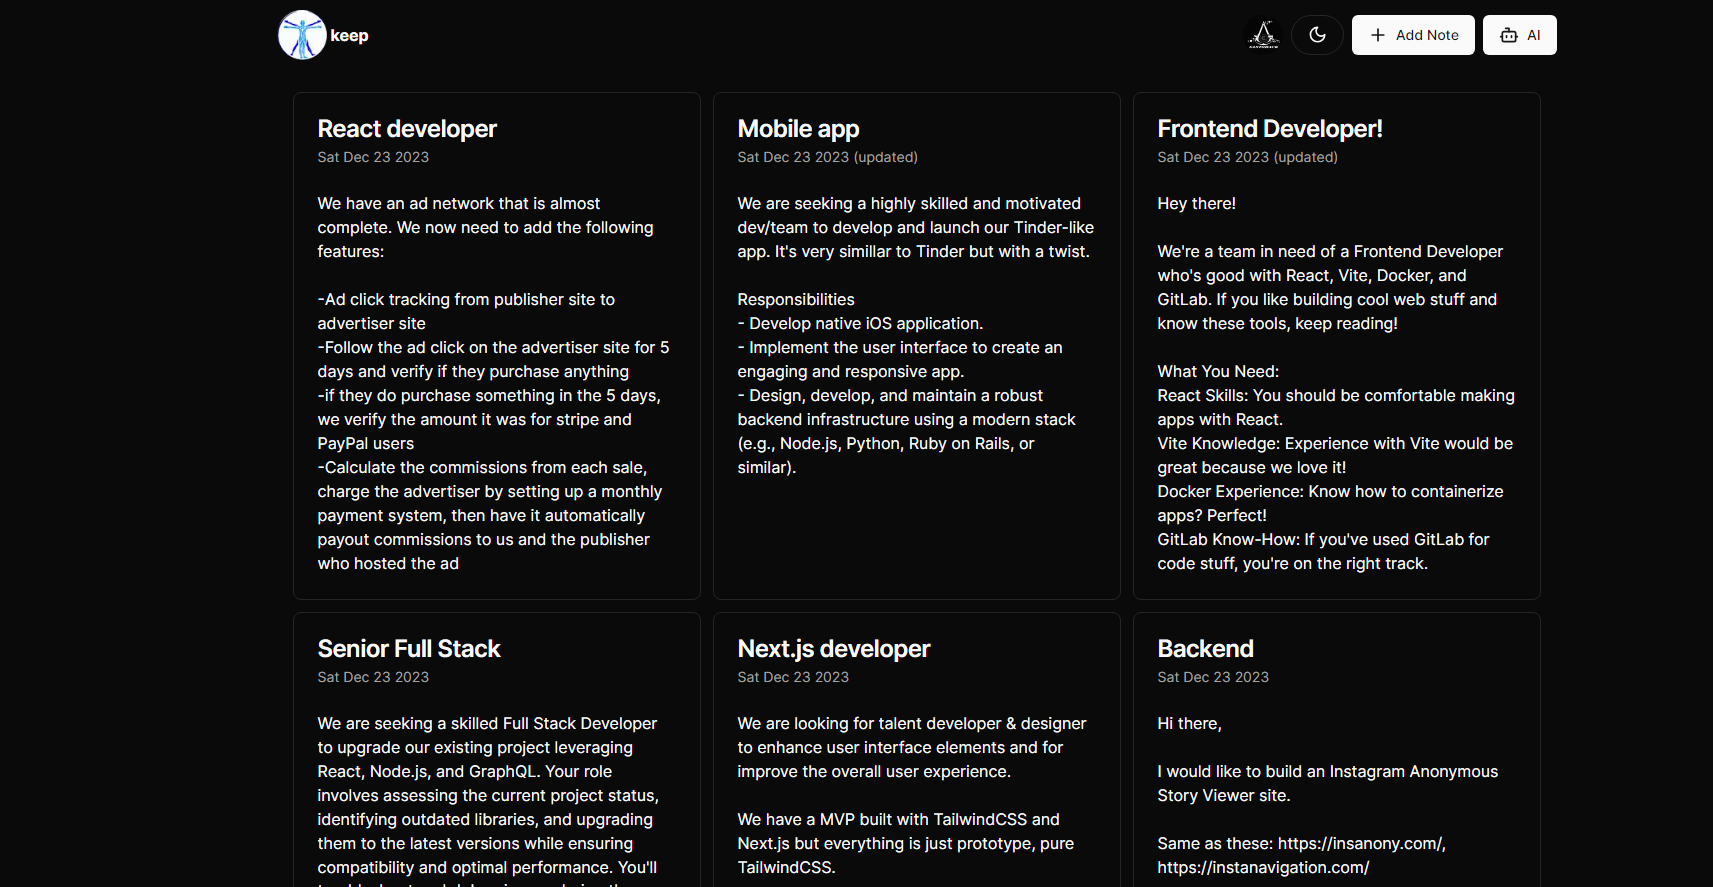 keep
Add Note
AI
React developer
Sat Dec 23 2023
We have an ad network that is almost
complete. We now need to add the following
features:
-Ad click tracking from publisher site to
advertiser site
-Follow the ad click on the advertiser site for 5
days and verify if they purchase anything
-if they do purchase something in the 5 days,
we verify the amount it was for stripe and
PayPal users
-Calculate the commissions from each sale,
charge the advertiser by setting up a monthly
payment system, then have it automatically
payout commissions to us and the publisher
who hosted the ad
Mobile app
Sat Dec 23 2023 (updated)
We are seeking a highly skilled and motivated
dev/team to develop and launch our Tinder-like
app. It's very simillar to Tinder but with a twist.
Responsibilities
- Develop native iOS application.
- Implement the user interface to create an
engaging and responsive app.
- Design, develop, and maintain a robust
backend infrastructure using a modern stack
(e.g., Node.js, Python, Ruby on Rails, or
similar).
Frontend Developer!
Sat Dec 23 2023 (updated)
Hey there!
We're a team in need of a Frontend Developer
who's good with React, Vite, Docker, and
GitLab. If you like building cool web stuff and
know these tools, keep reading!
What You Need:
React Skills: You should be comfortable making
apps with React.
Vite Knowledge: Experience with Vite would be
great because we love it!
Docker Experience: Know how to containerize
apps? Perfect!
GitLab Know-How: If you've used GitLab for
code stuff, you're on the right track.
Senior Full Stack
Sat Dec 23 2023
We are seeking a skilled Full Stack Developer
to upgrade our existing project leveraging
React, Node.js, and GraphQL. Your role
involves assessing the current project status,
identifying outdated libraries, and upgrading
them to the latest versions while ensuring
compatibility and optimal performance. You'll
Next.js developer
Sat Dec 23 2023
We are looking for talent developer & designer
to enhance user interface elements and for
improve the overall user experience.
We have a MVP built with TailwindCSS and
Next.js but everything is just prototype, pure
TailwindCSS.
Backend
Sat Dec 23 2023
Hi there,
I would like to build an Instagram Anonymous
Story Viewer site.
Same as these: https://insanony.com/,
https://instanavigation.com/